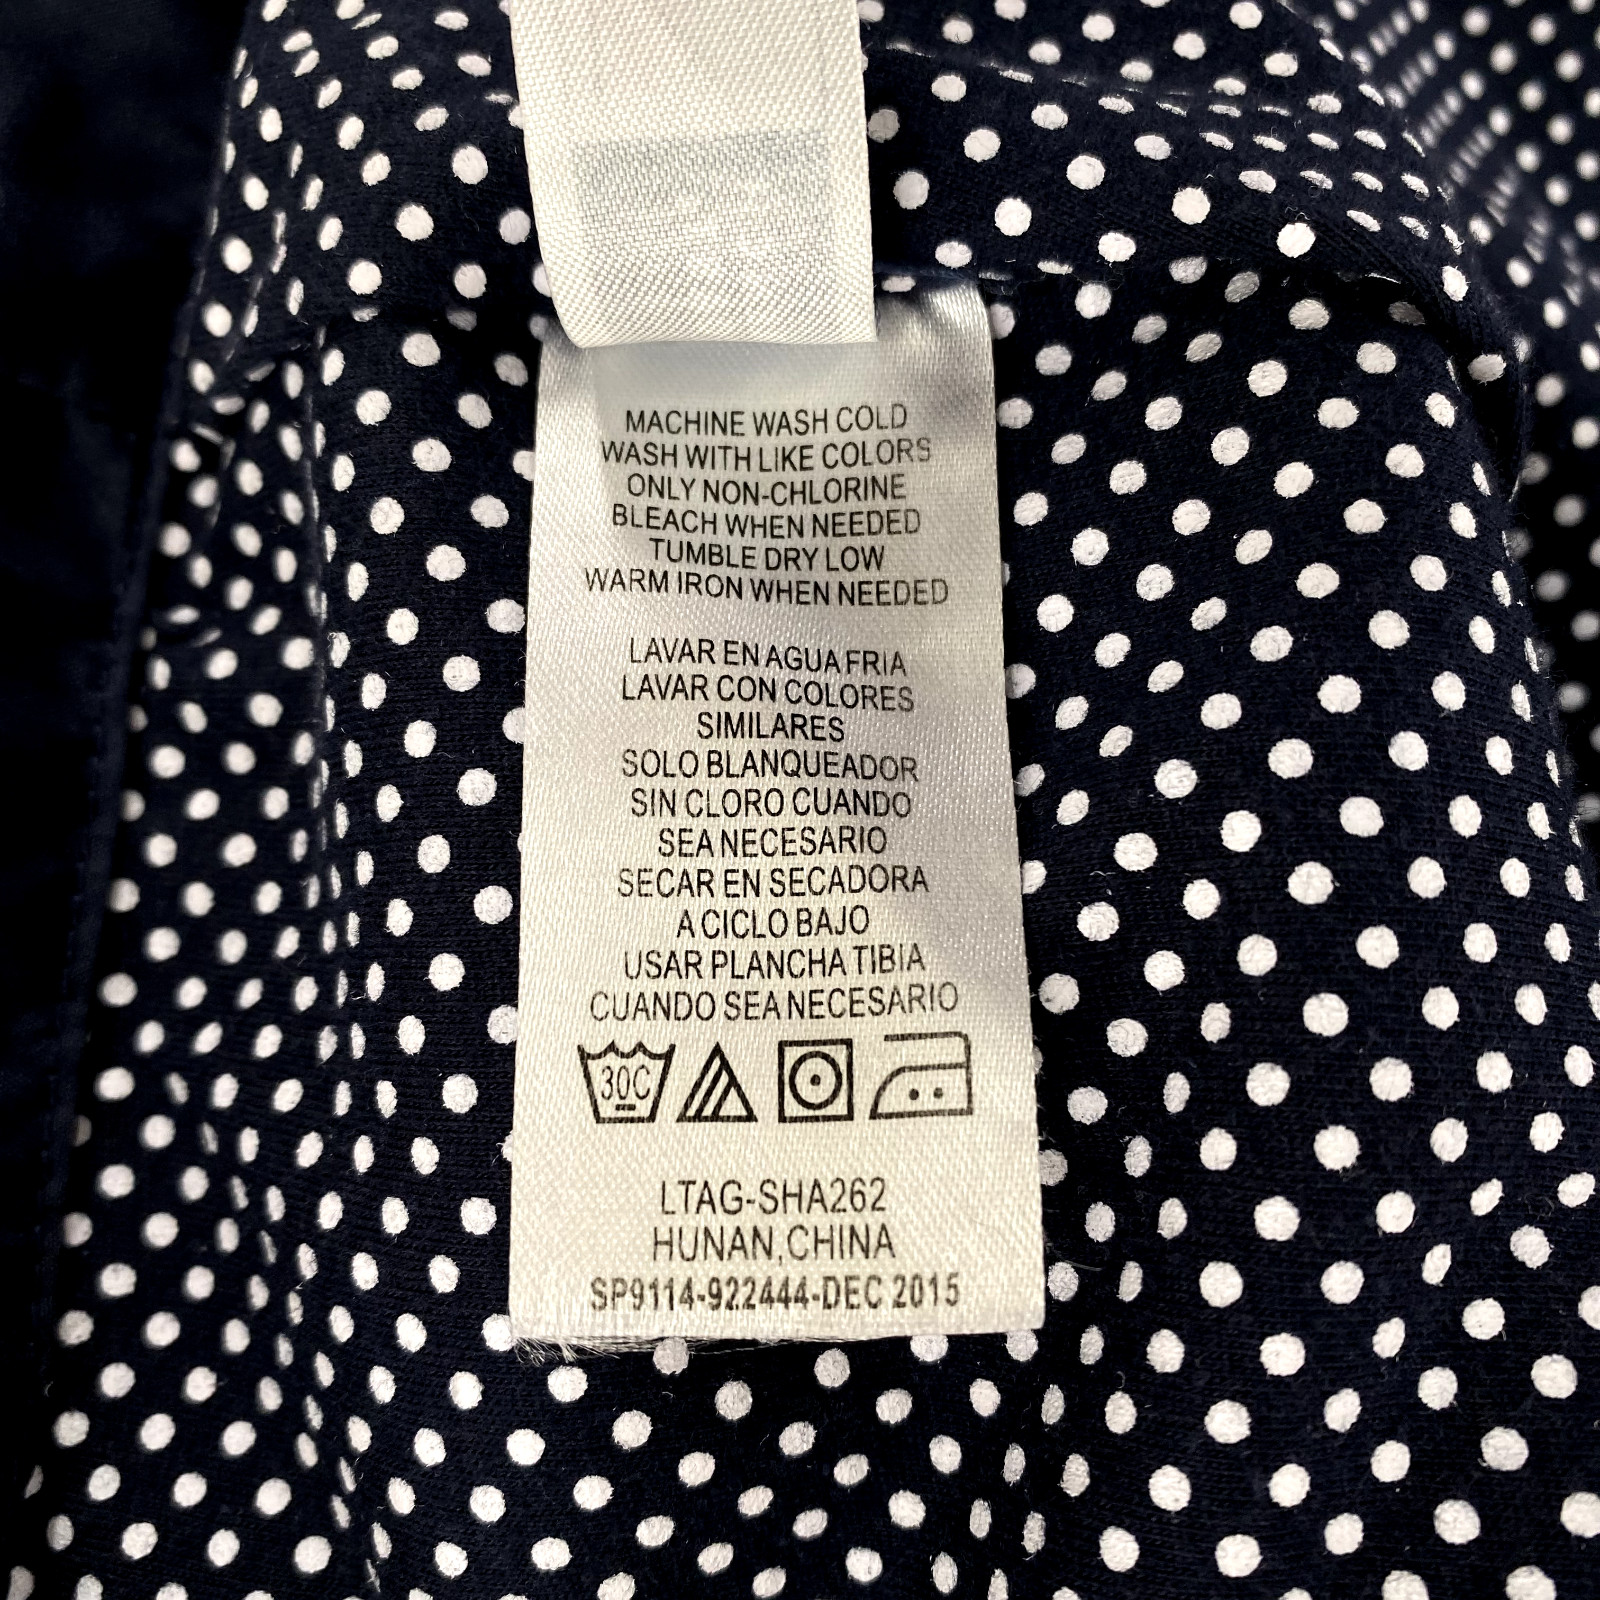 MACHINE WASH COLD
WASH WITH LIKE COLORS
ONLY NON-CHLORINE
BLEACH WHEN NEEDED
TUMBLE DRY LOW
WARM IRON WHEN NEEDED
LAVAR EN AGUA FRIA
LAVAR CON COLORES
SIMILARES
SOLO BLANQUEADOR
SIN CLORO CUANDO
SEA NECESARIO
SECAR EN SECADORA
A CICLO BAJO
USAR PLANCHA TIBIA
CUANDO SEA NECESARIO
30C
LTAG-SHA262
HUNAN,CHINA
SP9114-922444-DEC 2015